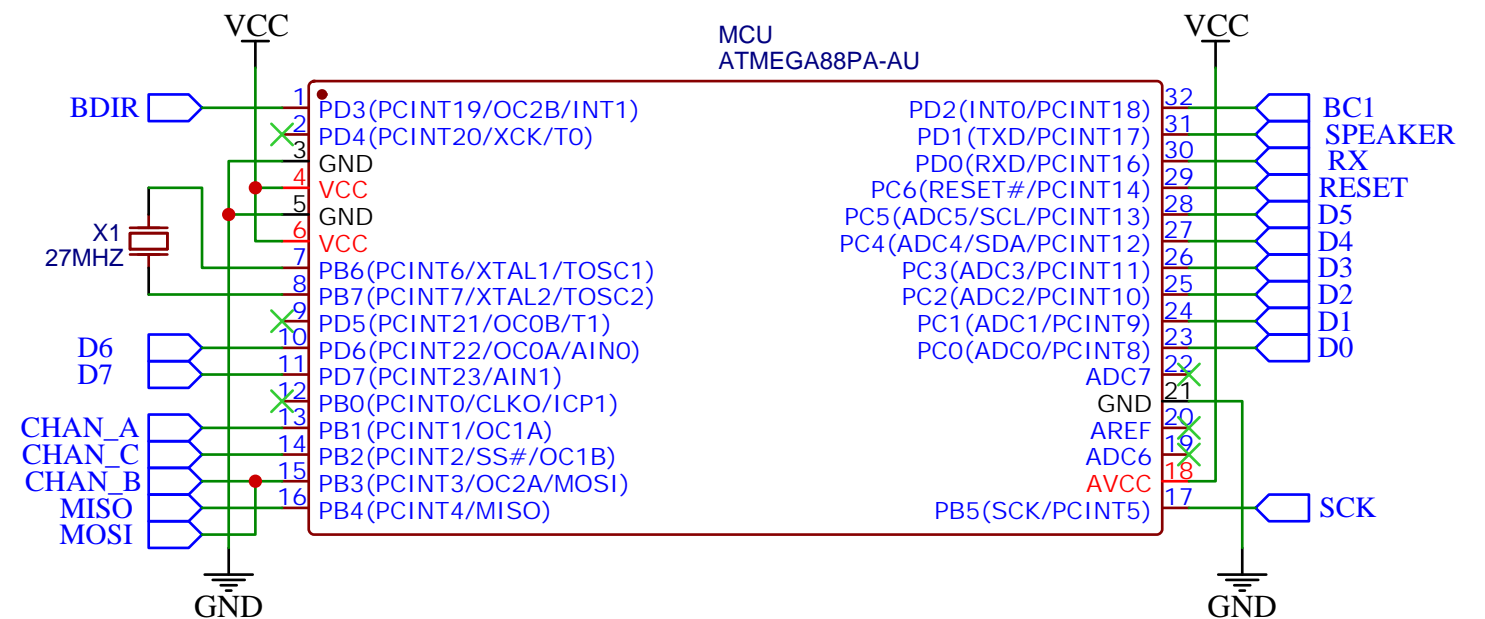 VCC
VCC
MCU
ATMEGA88PA-AU
BDIR
1
PD3(PCINT19/OC2B/INT1)
2
PD4(PCINT20/XCK/T0)
3
GND
4
VCC
5
GND
6
VCC
X1
27MHZ
7
PB6(PCINT6/XTAL1/TOSC1)
8
PB7(PCINT7/XTAL2/TOSC2)
9
PD5(PCINT21/OC0B/T1)
D6
10
PD6(PCINT22/OC0A/AIN0)
D7
11
PD7(PCINT23/AIN1)
12
PB0(PCINT0/CLKO/ICP1)
CHAN_A
13
PB1(PCINT1/OC1A)
CHAN_C
14
PB2(PCINT2/SS#/OC1B)
CHAN_B
15
PB3(PCINT3/OC2A/MOSI)
MISO
16
PB4(PCINT4/MISO)
MOSI
GND
PD2(INT0/PCINT18)
32
BC1
PD1(TXD/PCINT17)
31
SPEAKER
PD0(RXD/PCINT16)
30
RX
PC6(RESET#/PCINT14)
29
RESET
PC5(ADC5/SCL/PCINT13)
28
D5
PC4(ADC4/SDA/PCINT12)
27
D4
PC3(ADC3/PCINT11)
26
D3
PC2(ADC2/PCINT10)
25
D2
PC1(ADC1/PCINT9)
24
D1
PC0(ADC0/PCINT8)
23
D0
ADC7
22
GND
21
AREF
20
ADC6
19
AVCC
18
PB5(SCK/PCINT5)
17
SCK
GND